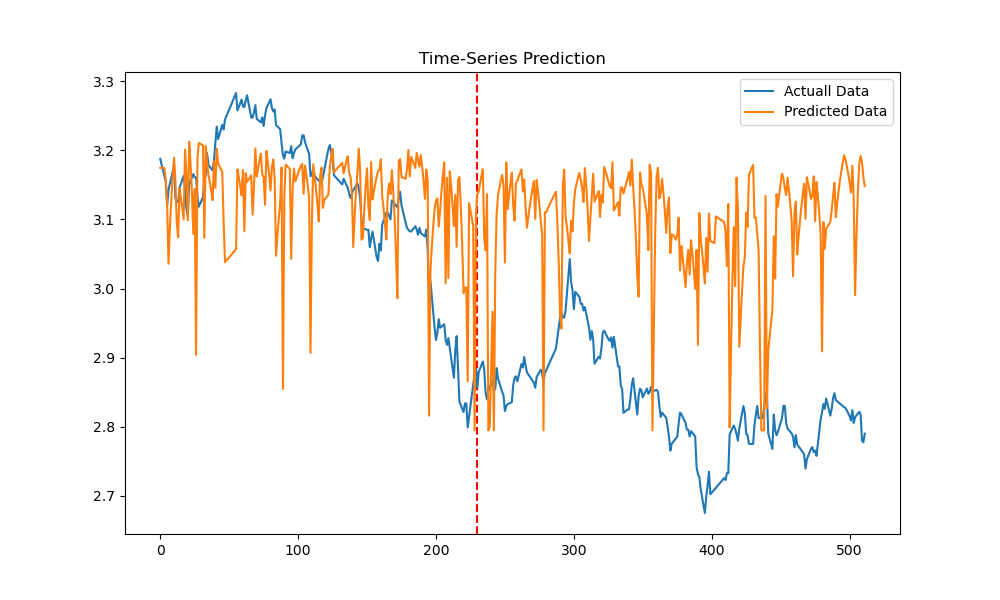 Time-Series Prediction
Actuall Data
Predicted Data
3.3
3.2
3.1
3.0
2.9
2.8
2.7
0 100 200 300 400 500